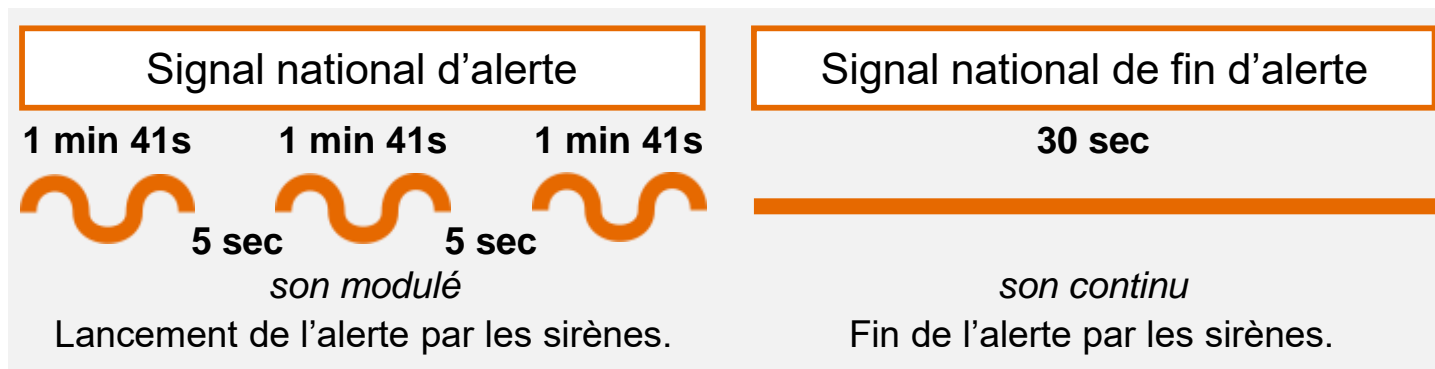 Signal national d’alerte
1 min 41s 1 min 41s 1 min 41s
5 sec 5 sec
son modulé
Lancement de l’alerte par les sirènes.
Signal national de fin d’alerte
30 sec
son continu
Fin de l’alerte par les sirènes.